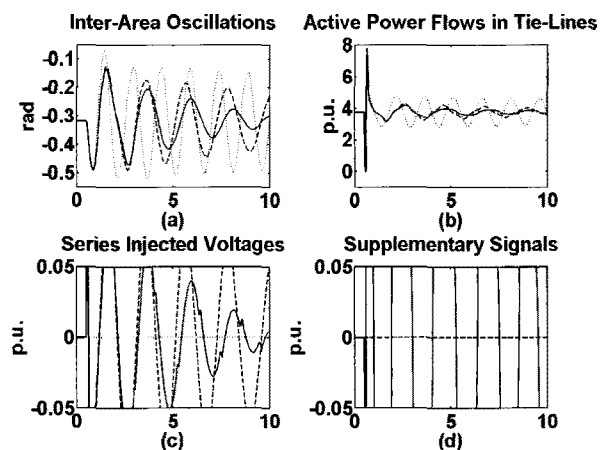 Inter-Area Oscillations
Active Power Flows in Tie-Lines
-0.1
-0.2
-0.3
-0.4
-0.5
rad
0 5 10
(a)
8
6
4
2
0
p.u.
0 5 10
(b)
Series Injected Voltages
Supplementary Signals
0.05
0
-0.05
p.u.
0 5 10
(c)
0.05
0
-0.05
p.u.
0 5 10
(d)